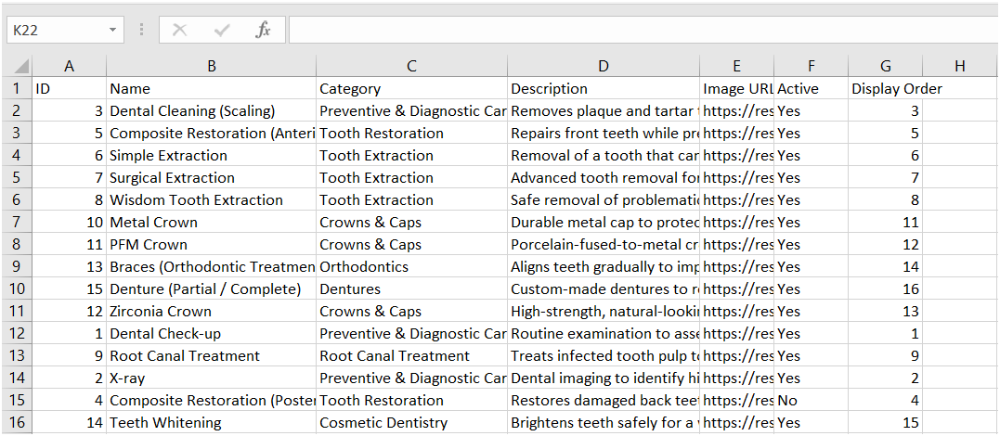 K22 fx
A B C D E F G H
1 ID Name Category Description Image URL Active Display Order
2 3 Dental Cleaning (Scaling) Preventive & Diagnostic Car Removes plaque and tartar https://res Yes 3
3 5 Composite Restoration (Anteri Tooth Restoration Repairs front teeth while pre https://res Yes 5
4 6 Simple Extraction Tooth Extraction Removal of a tooth that can https://res Yes 6
5 7 Surgical Extraction Tooth Extraction Advanced tooth removal for https://res Yes 7
6 8 Wisdom Tooth Extraction Tooth Extraction Safe removal of problematic https://res Yes 8
7 10 Metal Crown Crowns & Caps Durable metal cap to protec https://res Yes 11
8 11 PFM Crown Crowns & Caps Porcelain-fused-to-metal cr https://res Yes 12
9 13 Braces (Orthodontic Treatmen Orthodontics Aligns teeth gradually to imp https://res Yes 14
10 15 Denture (Partial / Complete) Dentures Custom-made dentures to re https://res Yes 16
11 12 Zirconia Crown Crowns & Caps High-strength, natural-lookin https://res Yes 13
12 1 Dental Check-up Preventive & Diagnostic Car Routine examination to asse https://res Yes 1
13 9 Root Canal Treatment Root Canal Treatment Treats infected tooth pulp to https://res Yes 9
14 2 X-ray Preventive & Diagnostic Car Dental imaging to identify hi https://res Yes 2
15 4 Composite Restoration (Poster Tooth Restoration Restores damaged back teet https://res No 4
16 14 Teeth Whitening Cosmetic Dentistry Brightens teeth safely for a https://res Yes 15